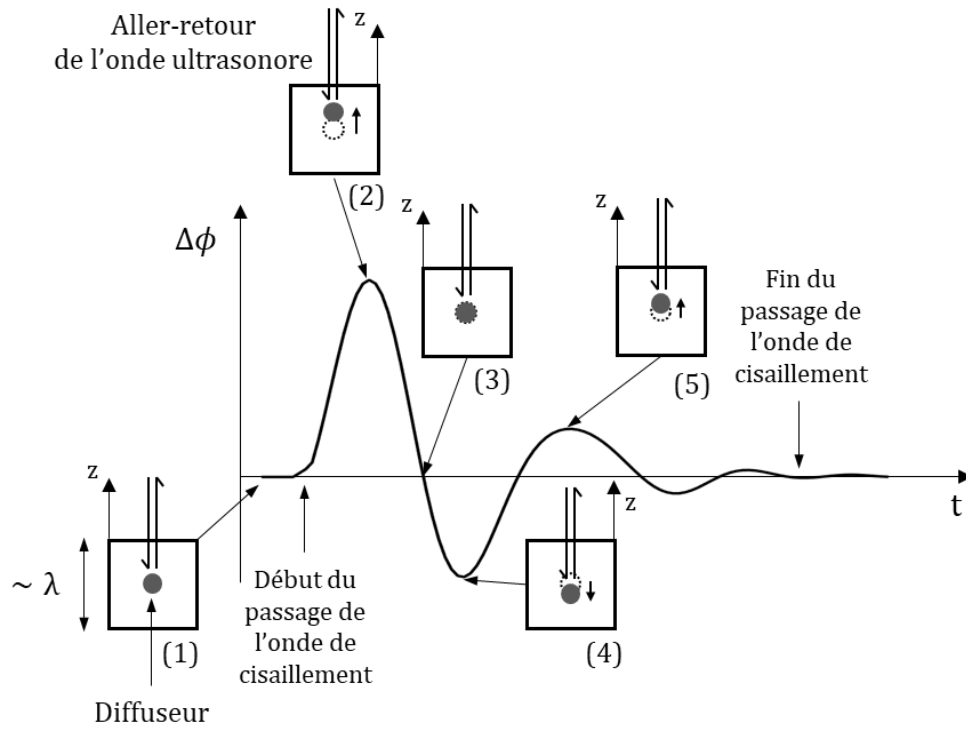 Aller-retour
de l'onde ultrasonore
z
(2)
Δϕ
z
(3)
z
(5)
Fin du
passage de
l'onde de
cisaillement
t
z
~ λ
(1)
Diffuseur
Début du
passage de
l'onde de
cisaillement
z
(4)